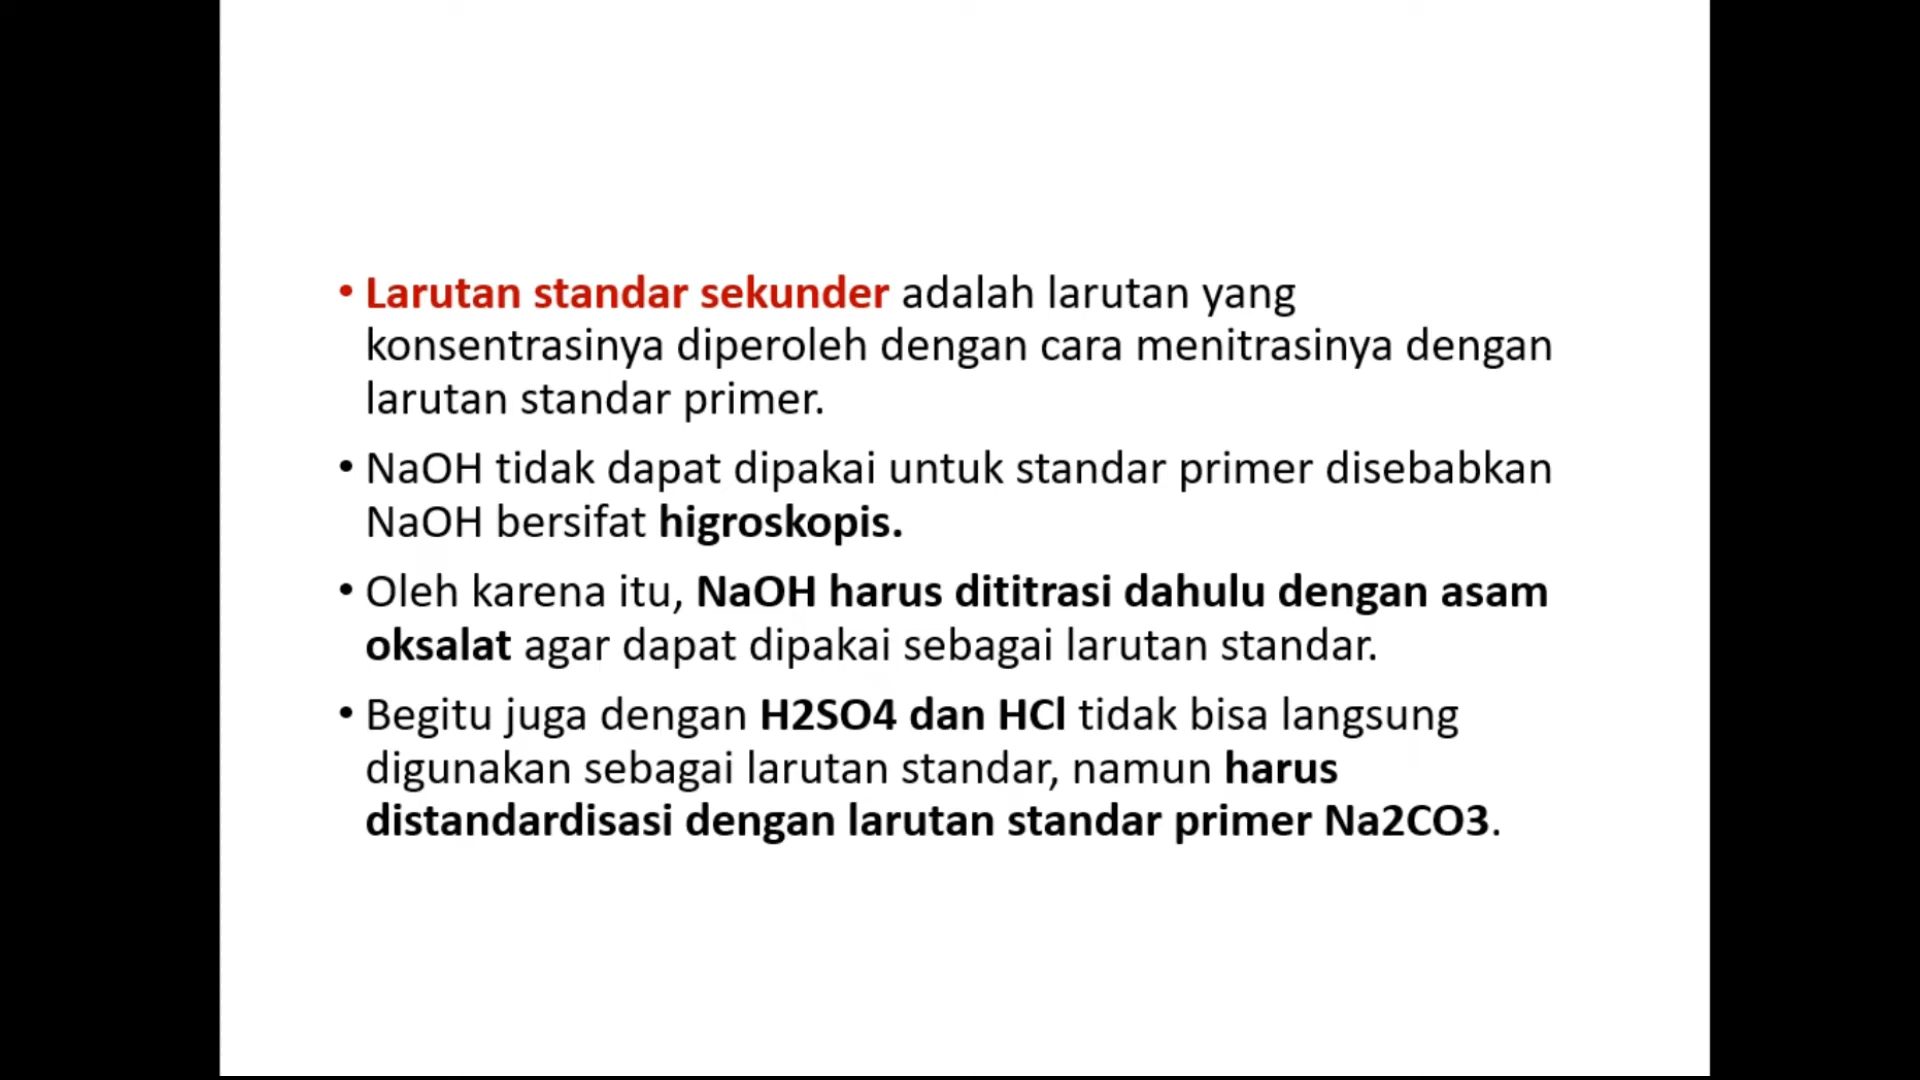 • Larutan standar sekunder adalah larutan yang
konsentrasinya diperoleh dengan cara menitrasinya dengan
larutan standar primer.
• NaOH tidak dapat dipakai untuk standar primer disebabkan
NaOH bersifat higroskopis.
• Oleh karena itu, NaOH harus dititrasi dahulu dengan asam
oksalat agar dapat dipakai sebagai larutan standar.
• Begitu juga dengan H2SO4 dan HCl tidak bisa langsung
digunakan sebagai larutan standar, namun harus
distandardisasi dengan larutan standar primer Na2CO3.